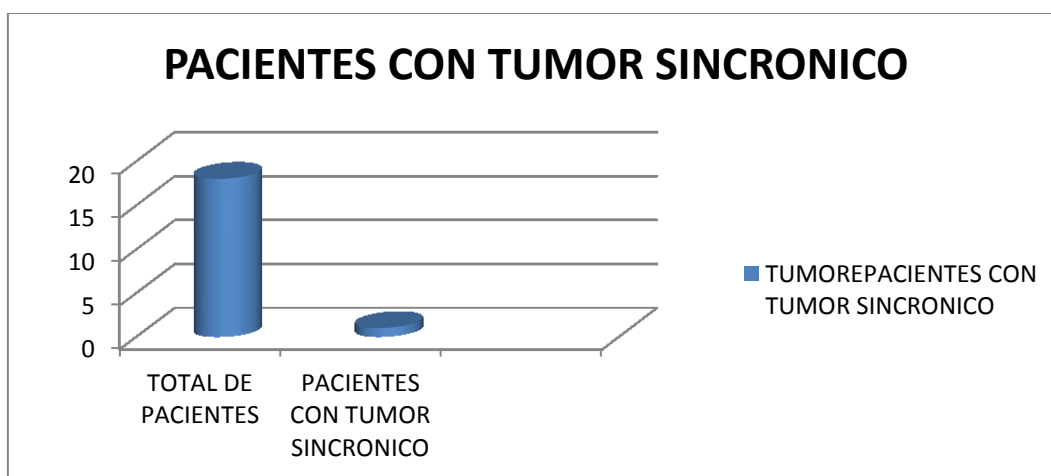 PACIENTES CON TUMOR SINCRONICO
20
15
10
5
0
TOTAL DE
PACIENTES
PACIENTES
CON TUMOR
SINCRONICO
TUMOREPACIENTES CON
TUMOR SINCRONICO